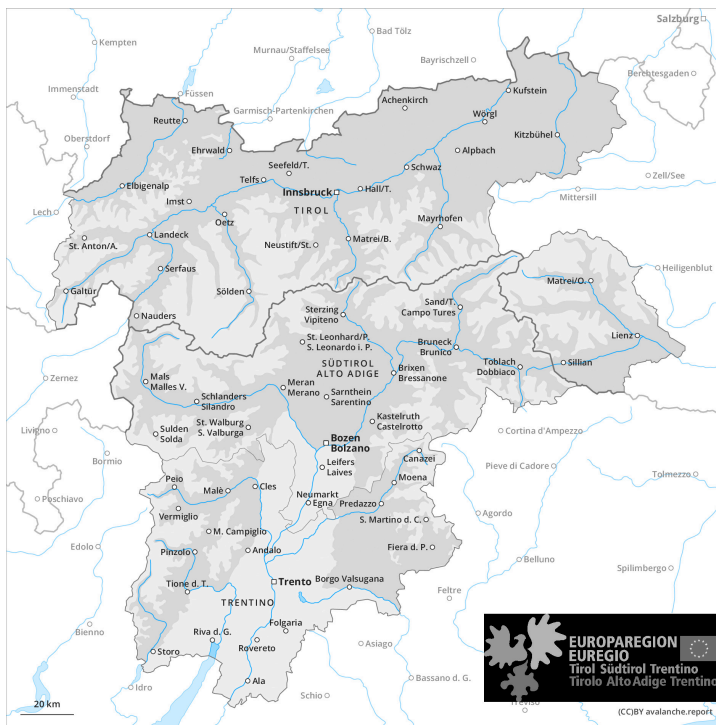 Salzburg
Kempten
Bad Tölz
Murnau/Staffelsee
Bayrischzell
Berchtesgaden
Immenstadt
Füssen
Kufstein
Achenkirch
Garmisch-Partenkirchen
Reutte
Wörgl
Oberstdorf
Kitzbühel
Ehrwald
Alpbach
Seefeld/T.
Schwaz
Zell/See
Telfs
Elbigenalp
Innsbruck
Hall/T.
Mittersill
Imst
TIROL
Lech
Oetz
Mayrhofen
Landeck
Neustift/St.
Matrei/B.
St. Anton/A.
Serfaus
Heiligenblut
Matrei/O.
Galtür
Sölden
Sand/T.
Campo Tures
Nauders
Sterzing
Vipiteno
Lienz
St. Leonhard/P.
S. Leonardo i. P.
Bruneck
Brunico
Toblach
Dobbiaco
Sillian
SÜDTIROL
ALTO ADIGE
Brixen
Bressanone
Zernez
Mals
Malles V.
Meran
Merano
Schlanders
Silandro
Sarnthein
Sarentino
Kastelruth
Castelrotto
St. Walburg
S. Valburga
Livigno
Sulden
Solda
Cortina d'Ampezzo
Bozen
Bolzano
Bormio
Canazei
Leifers
Laives
Pieve di Cadore
Tolmezzo
Peio
Moena
Malè
Cles
Poschiavo
Neumarkt
Egna
Predazzo
Vermiglio
Agordo
S. Martino d. C.
M. Campiglio
Edolo
Pinzolo
Andalo
Fiera d. P.
Belluno
Spilimbergo
Tione d. T.
Trento
Borgo Valsugana
Feltre
TRENTINO
Folgaria
Bienno
Riva d. G.
Rovereto
Asiago
Storo
Ala
Bassano d. G.
Idro
Schio
Treviso
EUROPAREGION
EUREGIO
Tirol Südtirol Trentino
Tirolo Alto Adige Trentino
20 km
(CC)BY avalanche.report